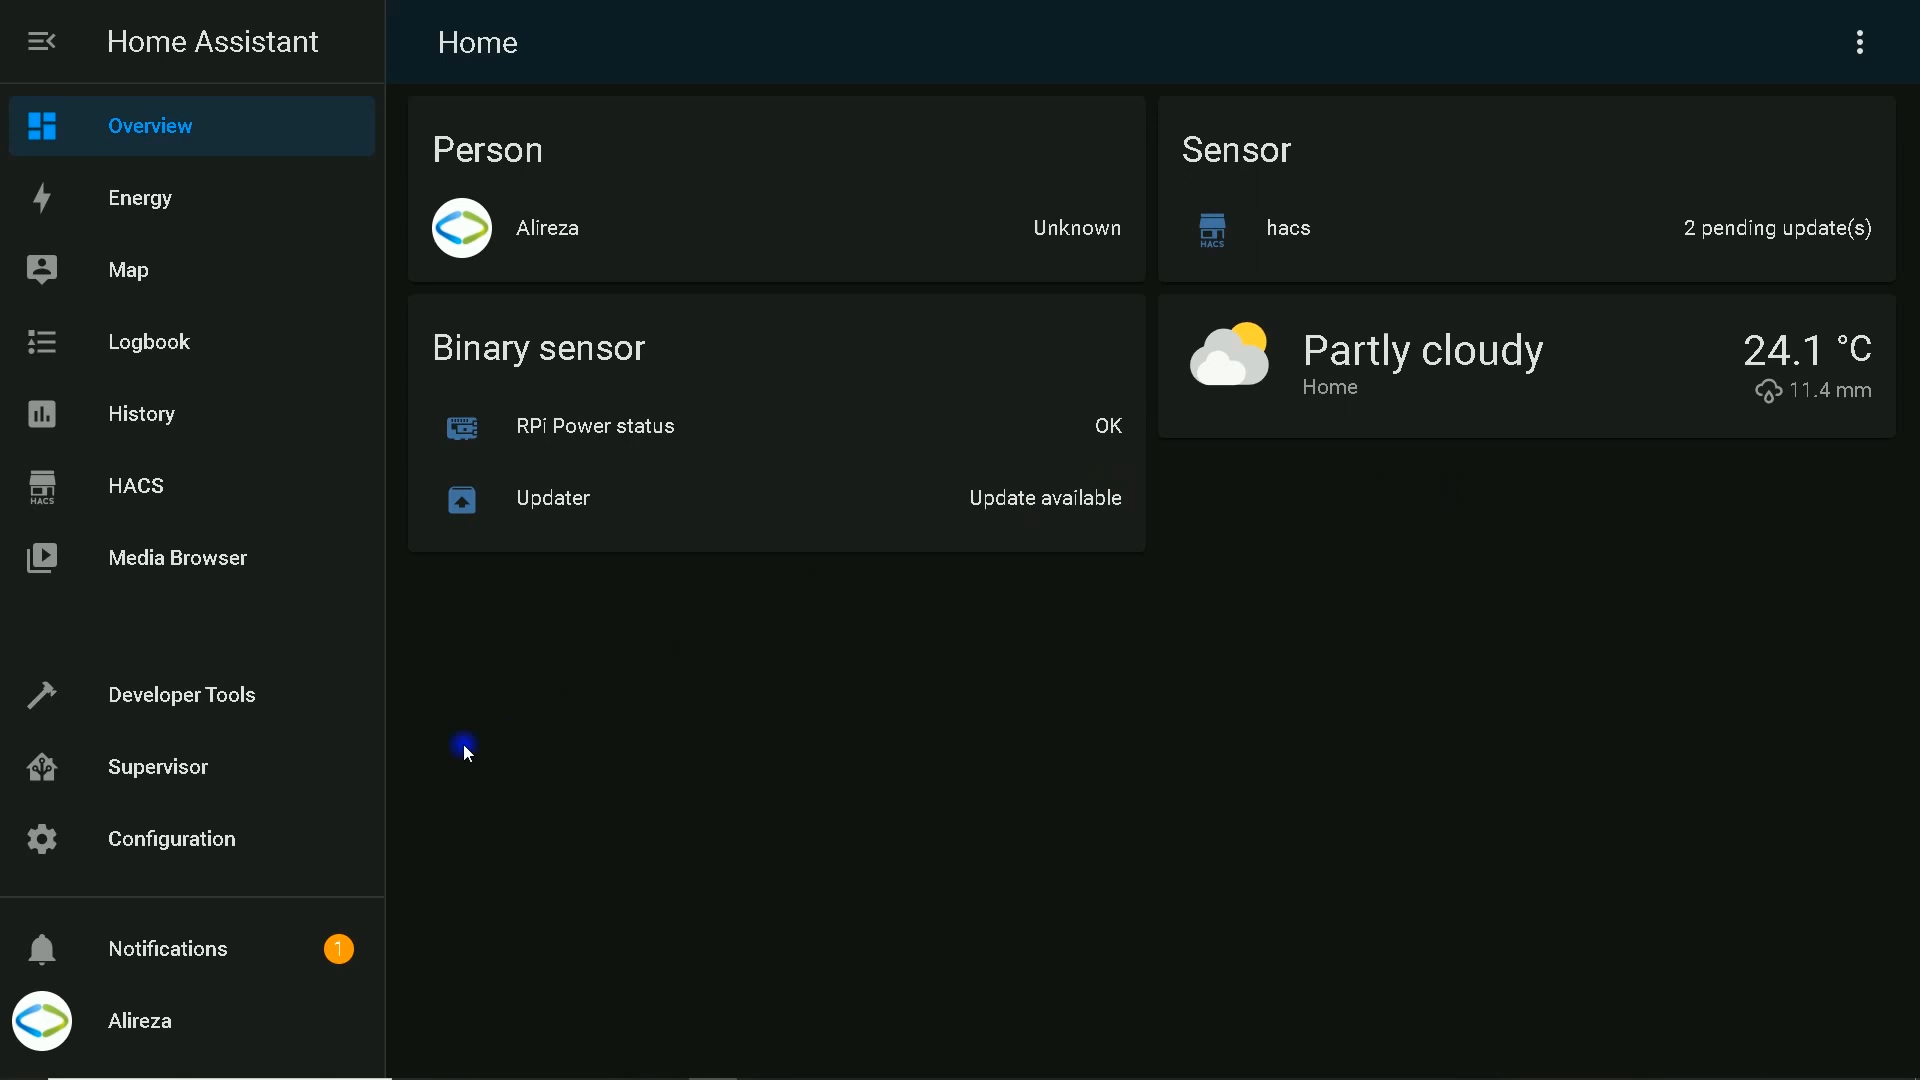 Home Assistant
Overview
Energy
Map
Logbook
History
HACS
HACS
Media Browser
Developer Tools
Supervisor
Configuration
Notifications 1
Alireza
Home
Person
Alireza Unknown
Sensor
HACS
hacs 2 pending update(s)
Binary sensor
RPi Power status OK
Updater Update available
Partly cloudy 24.1 °C
Home 11.4 mm